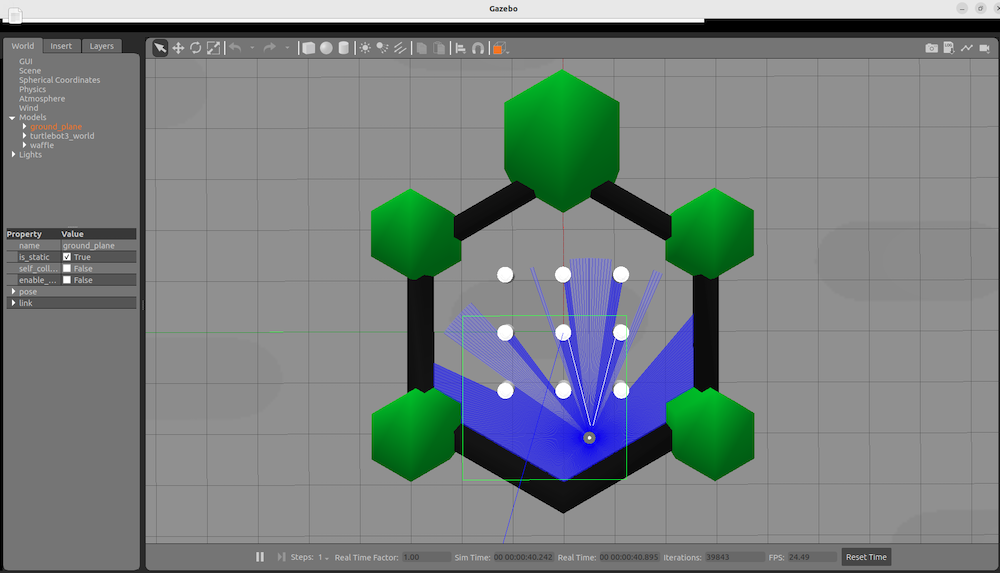 Gazebo
World Insert Layers
GUI
Scene
Spherical Coordinates
Physics
Atmosphere
Wind
Models
ground_plane
turtlebot3_world
waffle
Lights
Property Value
name ground_plane
is_static True
self_coll... False
enable_... False
pose
link
Steps: 1 Real Time Factor: 1.00 Sim Time: 00 00:00:40.242 Real Time: 00 00:00:40.895 Iterations: 39843 FPS: 24.49 Reset Time